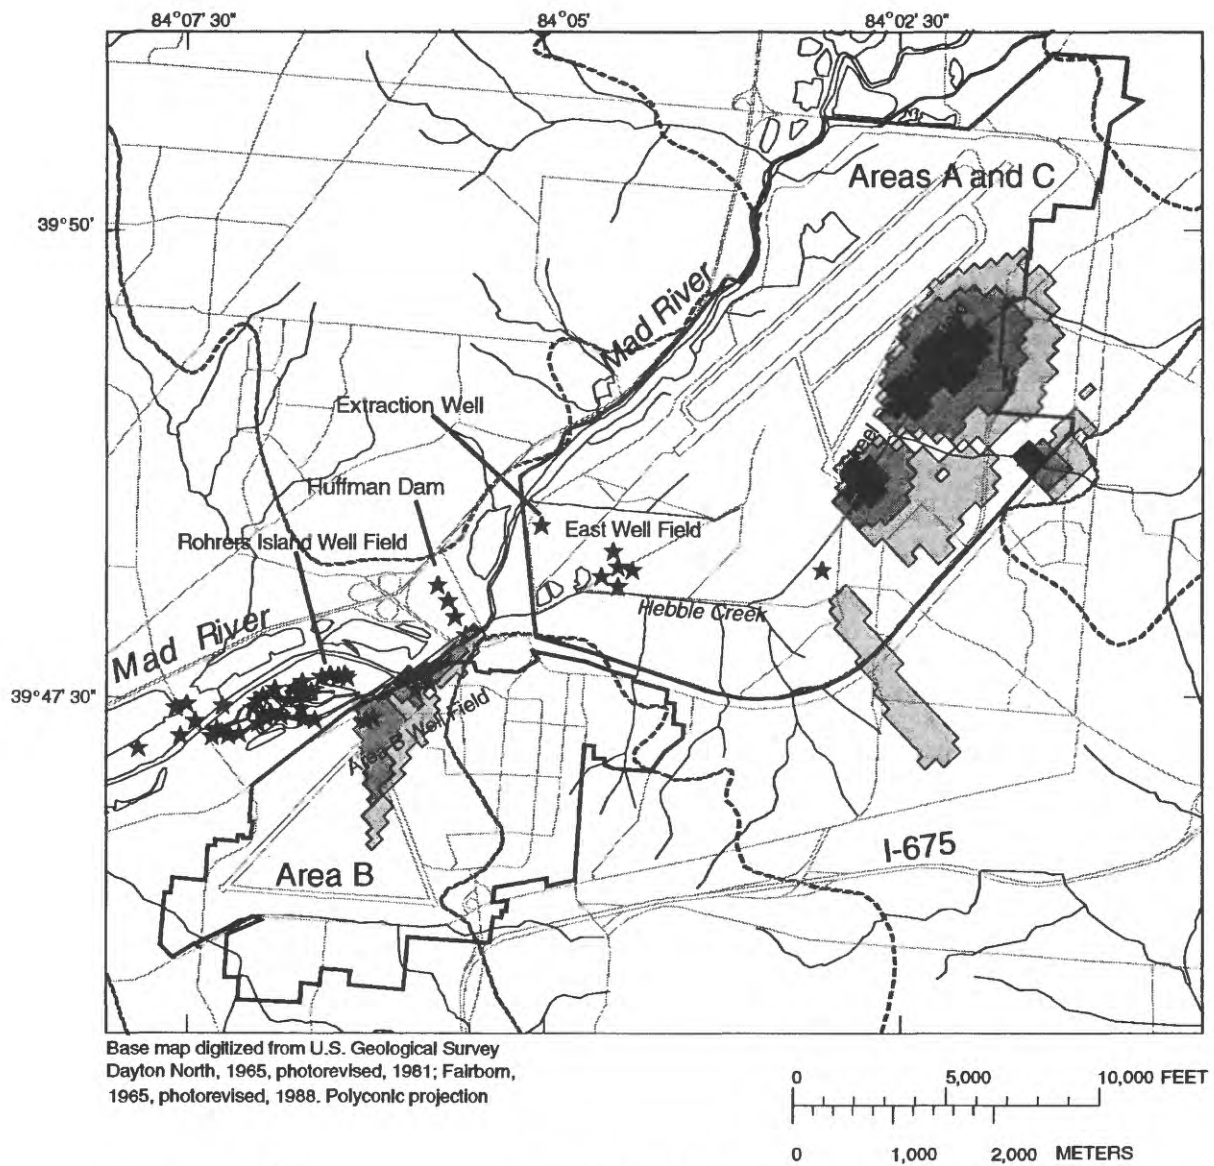 84°07' 30"
84°05'
84°02' 30"
Areas A and C
39°50'
Mad River
Extraction Well
Huffman Dam
East Well Field
Rohrers Island Well Field
Hebble Creek
Mad River
39°47' 30"
Area B Well Field
I-675
Area B
Base map digitized from U.S. Geological Survey
Dayton North, 1965, photorevised, 1981; Fairborn,
1965, photorevised, 1988. Polyconic projection
0 5,000 10,000 FEET
0 1,000 2,000 METERS